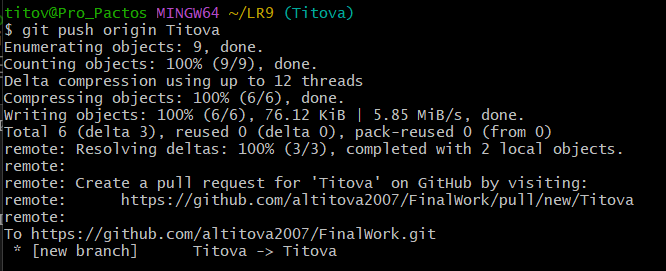 titov@Pro_Pactos MINGW64 ~/LR9 (Titova)
$ git push origin Titova
Enumerating objects: 9, done.
Counting objects: 100% (9/9), done.
Delta compression using up to 12 threads
Compressing objects: 100% (6/6), done.
Writing objects: 100% (6/6), 76.12 KiB | 5.85 MiB/s, done.
Total 6 (delta 3), reused 0 (delta 0), pack-reused 0 (from 0)
remote: Resolving deltas: 100% (3/3), completed with 2 local objects.
remote:
remote: Create a pull request for 'Titova' on GitHub by visiting:
remote:      https://github.com/altitova2007/FinalWork/pull/new/Titova
remote:
To https://github.com/altitova2007/FinalWork.git
 * [new branch]      Titova -> Titova